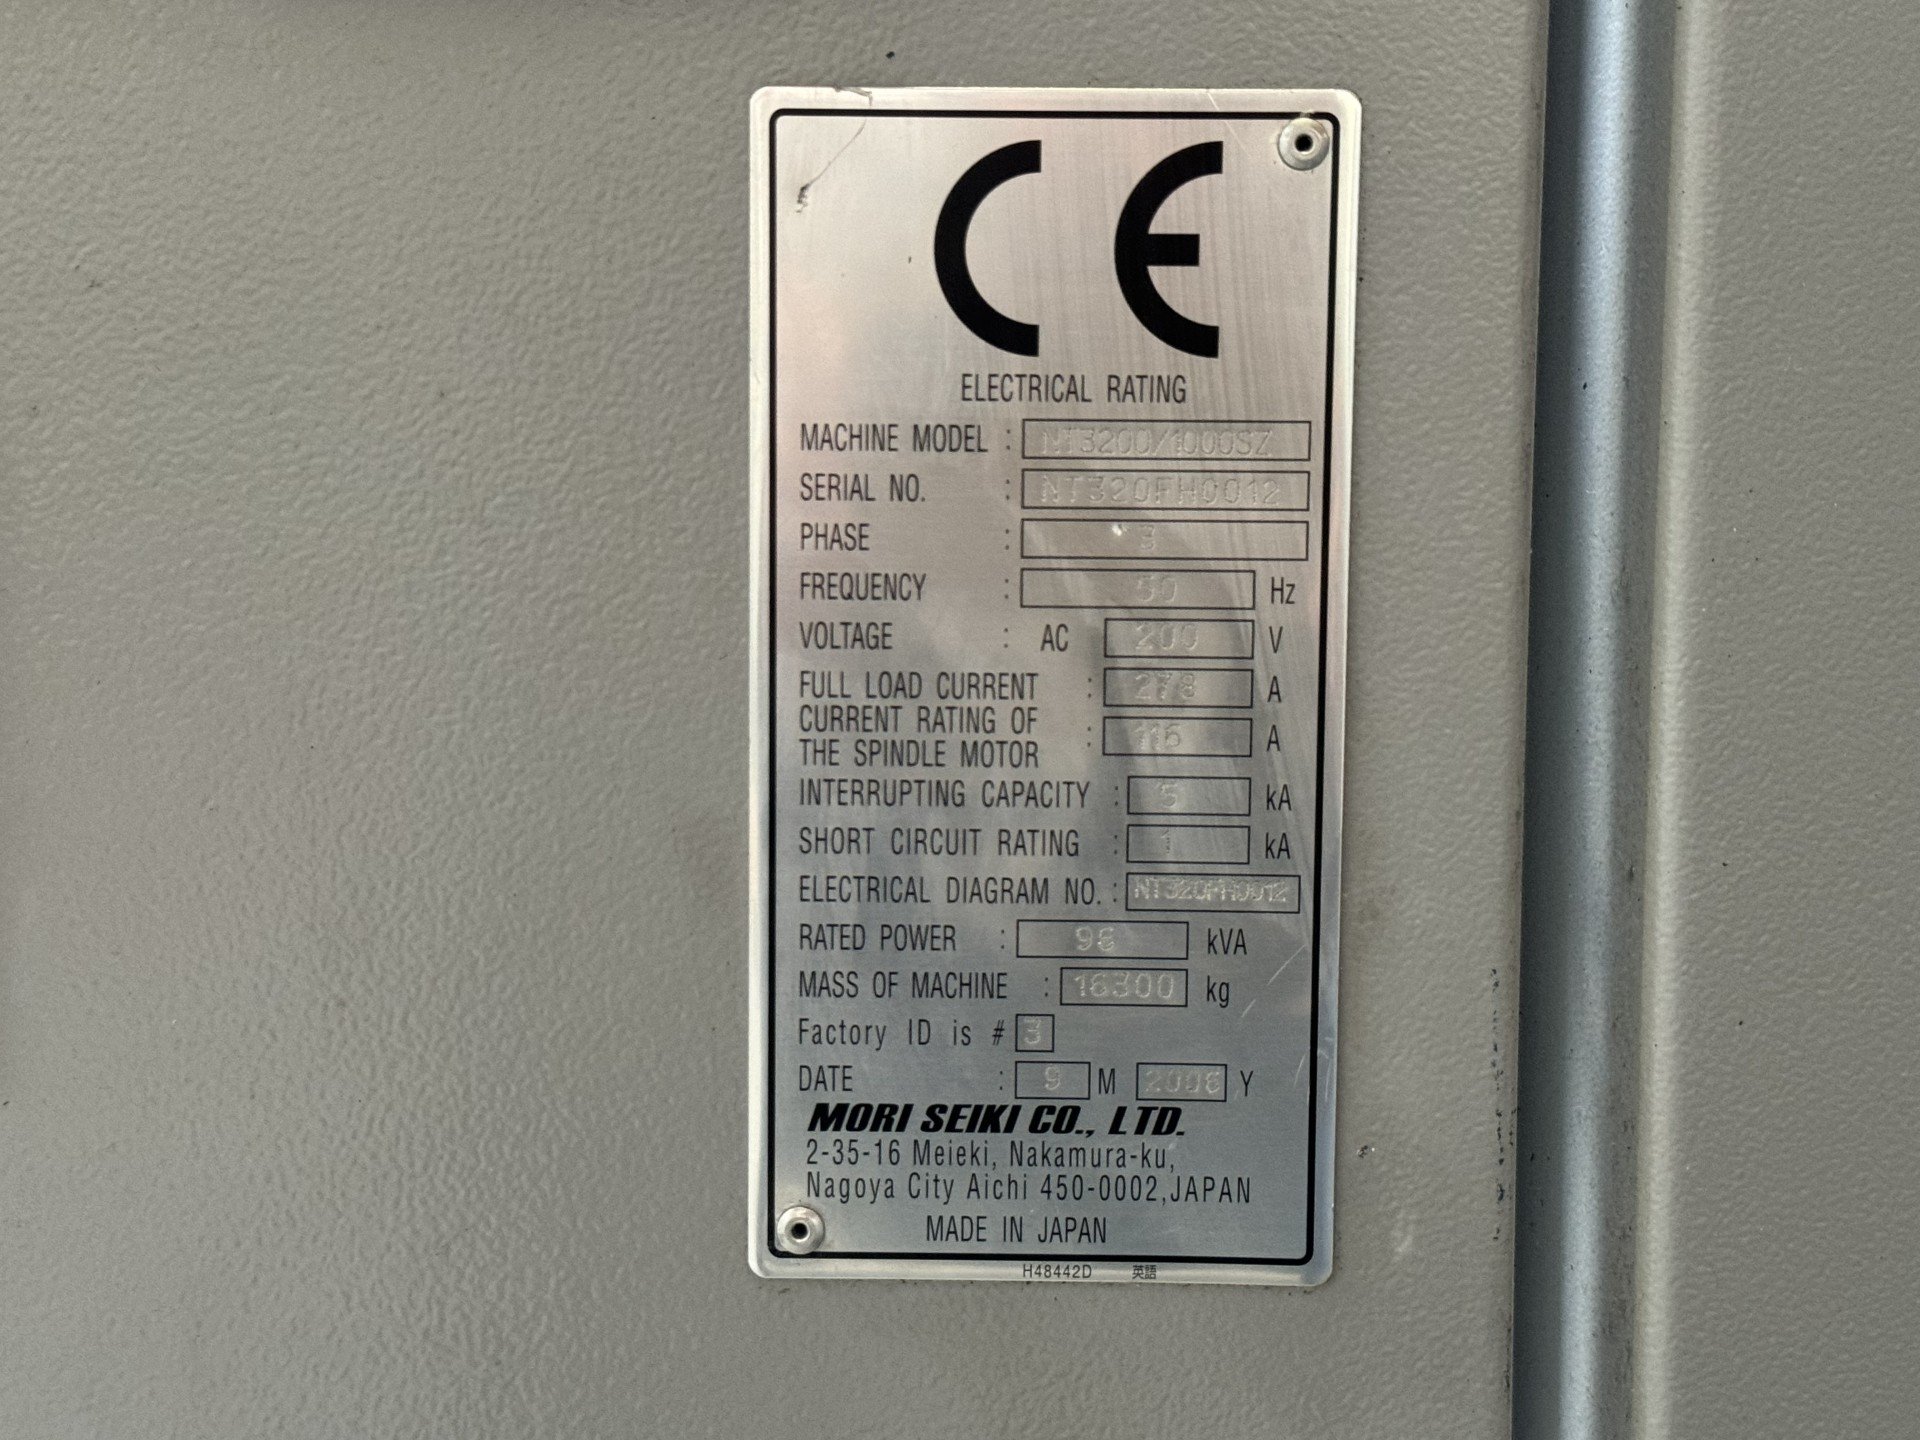 CE
ELECTRICAL RATING
MACHINE MODEL : NT3200/1000SZ
SERIAL NO. : NT320FH0012
PHASE : 3
FREQUENCY : 50 Hz
VOLTAGE : AC 200 V
FULL LOAD CURRENT : 278 A
CURRENT RATING OF
THE SPINDLE MOTOR : 116 A
INTERRUPTING CAPACITY : 5 kA
SHORT CIRCUIT RATING : 1 kA
ELECTRICAL DIAGRAM NO. : NT320FH0012
RATED POWER : 96 kVA
MASS OF MACHINE : 16300 kg
Factory ID is # 3
DATE : 9 M 2006 Y
MORI SEIKI CO., LTD.
2-35-16 Meieki, Nakamura-ku,
Nagoya City Aichi 450-0002,JAPAN
MADE IN JAPAN
H48442D 英語